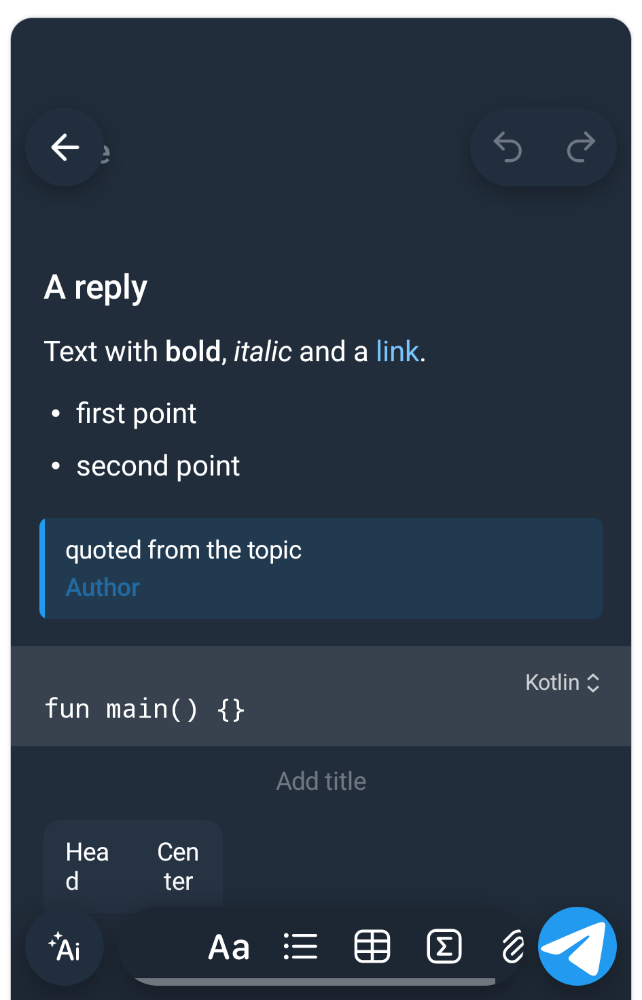 A reply
Text with bold, italic and a link.
• first point
• second point
quoted from the topic
Author
Kotlin
fun main() {}
Add title
Hea
d
Cen
ter
Ai
Aa